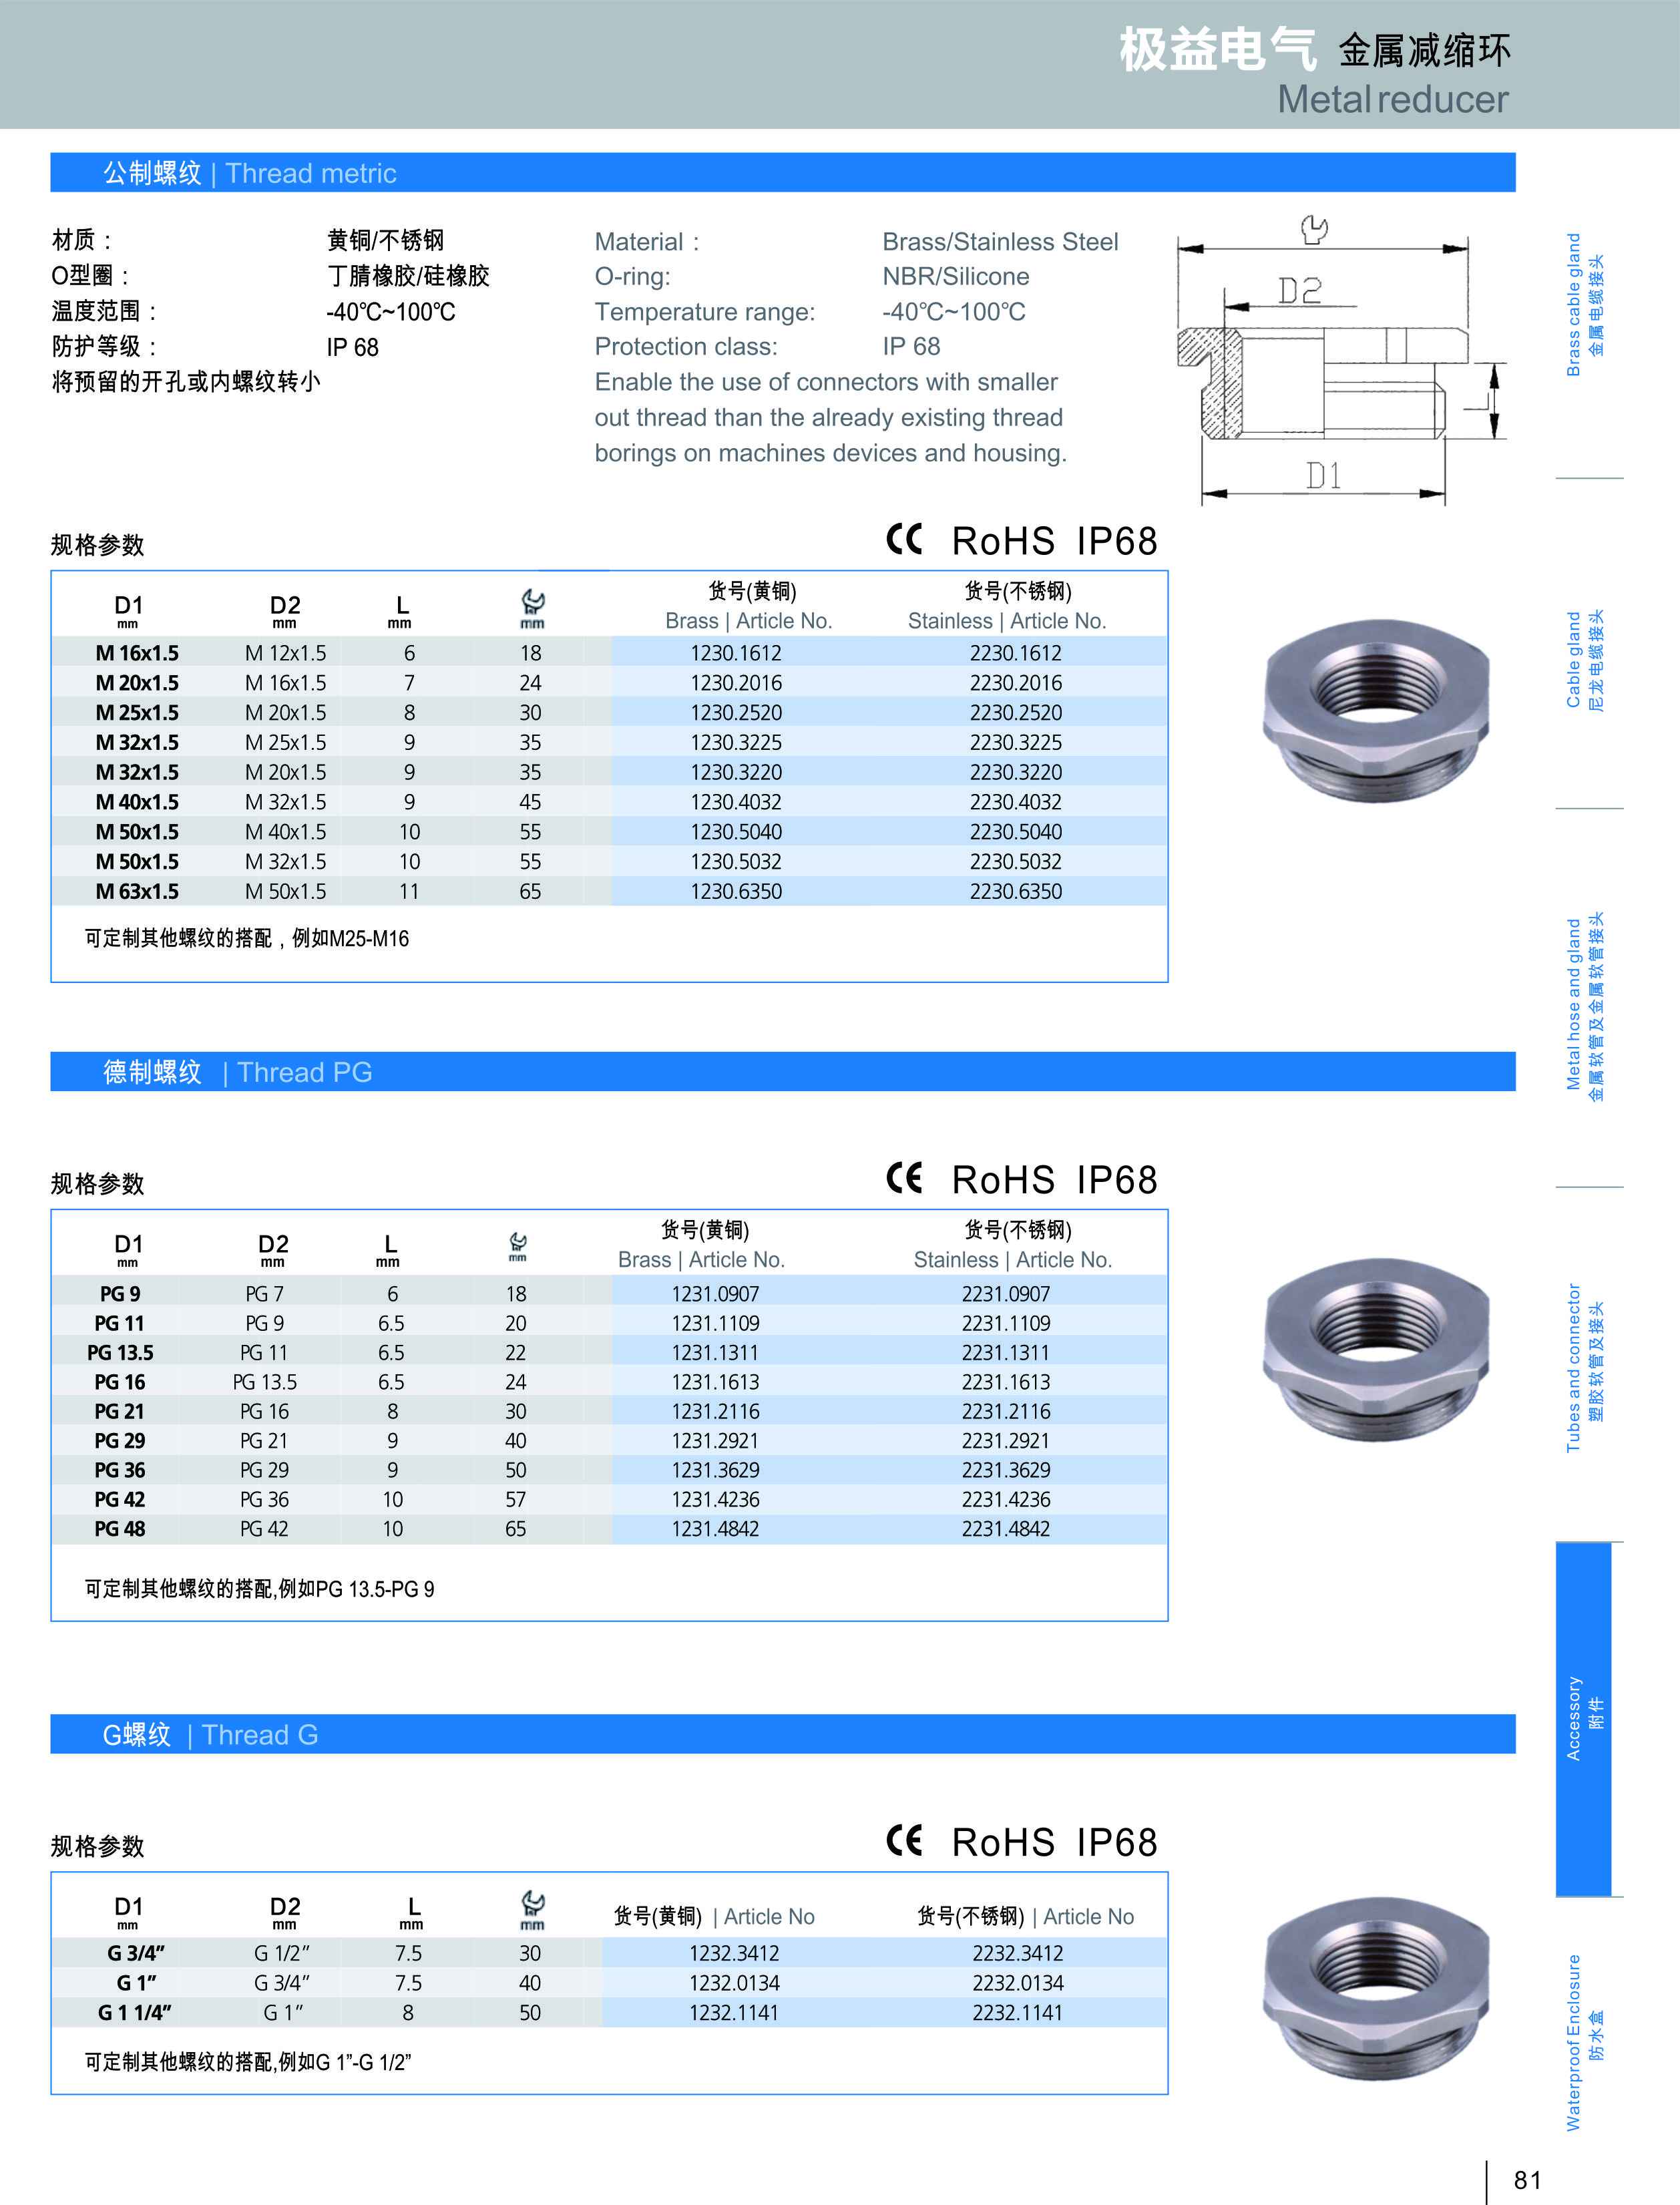 极益电气 金属减缩环
Metal reducer
公制螺纹 | Thread metric
材质： 黄铜/不锈钢
O型圈： 丁腈橡胶/硅橡胶
温度范围： -40℃~100℃
防护等级： IP 68
将预留的开孔或内螺纹转小
Material： Brass/Stainless Steel
O-ring: NBR/Silicone
Temperature range: -40℃~100℃
Protection class: IP 68
Enable the use of connectors with smaller
out thread than the already existing thread
borings on machines devices and housing.
D2
L
D1
规格参数
CE RoHS IP68
D1 mm D2 mm L mm mm 货号(黄铜) Brass | Article No. 货号(不锈钢) Stainless | Article No.
M 16x1.5 M 12x1.5 6 18 1230.1612 2230.1612
M 20x1.5 M 16x1.5 7 24 1230.2016 2230.2016
M 25x1.5 M 20x1.5 8 30 1230.2520 2230.2520
M 32x1.5 M 25x1.5 9 35 1230.3225 2230.3225
M 32x1.5 M 20x1.5 9 35 1230.3220 2230.3220
M 40x1.5 M 32x1.5 9 45 1230.4032 2230.4032
M 50x1.5 M 40x1.5 10 55 1230.5040 2230.5040
M 50x1.5 M 32x1.5 10 55 1230.5032 2230.5032
M 63x1.5 M 50x1.5 11 65 1230.6350 2230.6350
可定制其他螺纹的搭配，例如M25-M16
德制螺纹 | Thread PG
规格参数
CE RoHS IP68
D1 mm D2 mm L mm mm 货号(黄铜) Brass | Article No. 货号(不锈钢) Stainless | Article No.
PG 9 PG 7 6 18 1231.0907 2231.0907
PG 11 PG 9 6.5 20 1231.1109 2231.1109
PG 13.5 PG 11 6.5 22 1231.1311 2231.1311
PG 16 PG 13.5 6.5 24 1231.1613 2231.1613
PG 21 PG 16 8 30 1231.2116 2231.2116
PG 29 PG 21 9 40 1231.2921 2231.2921
PG 36 PG 29 9 50 1231.3629 2231.3629
PG 42 PG 36 10 57 1231.4236 2231.4236
PG 48 PG 42 10 65 1231.4842 2231.4842
可定制其他螺纹的搭配,例如PG 13.5-PG 9
G螺纹 | Thread G
规格参数
CE RoHS IP68
D1 mm D2 mm L mm mm 货号(黄铜) | Article No 货号(不锈钢) | Article No
G 3/4” G 1/2” 7.5 30 1232.3412 2232.3412
G 1” G 3/4” 7.5 40 1232.0134 2232.0134
G 1 1/4” G 1” 8 50 1232.1141 2232.1141
可定制其他螺纹的搭配,例如G 1”-G 1/2”
Brass cable gland
金属电缆接头
Cable gland
尼龙电缆接头
Metal hose and gland
金属软管及金属软管接头
Tubes and connector
塑胶软管及接头
Accessory
附件
Waterproof Enclosure
防水盒
81